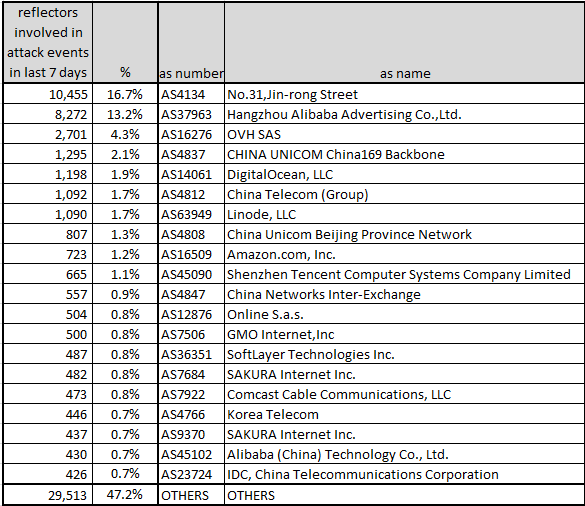 reflectors
involved in
attack events
in last 7 days % as number as name
10,455 16.7% AS4134 No.31,Jin-rong Street
8,272 13.2% AS37963 Hangzhou Alibaba Advertising Co.,Ltd.
2,701 4.3% AS16276 OVH SAS
1,295 2.1% AS4837 CHINA UNICOM China169 Backbone
1,198 1.9% AS14061 DigitalOcean, LLC
1,092 1.7% AS4812 China Telecom (Group)
1,090 1.7% AS63949 Linode, LLC
807 1.3% AS4808 China Unicom Beijing Province Network
723 1.2% AS16509 Amazon.com, Inc.
665 1.1% AS45090 Shenzhen Tencent Computer Systems Company Limited
557 0.9% AS4847 China Networks Inter-Exchange
504 0.8% AS12876 Online S.a.s.
500 0.8% AS7506 GMO Internet,Inc
487 0.8% AS36351 SoftLayer Technologies Inc.
482 0.8% AS7684 SAKURA Internet Inc.
473 0.8% AS7922 Comcast Cable Communications, LLC
446 0.7% AS4766 Korea Telecom
437 0.7% AS9370 SAKURA Internet Inc.
430 0.7% AS45102 Alibaba (China) Technology Co., Ltd.
426 0.7% AS23724 IDC, China Telecommunications Corporation
29,513 47.2% OTHERS OTHERS